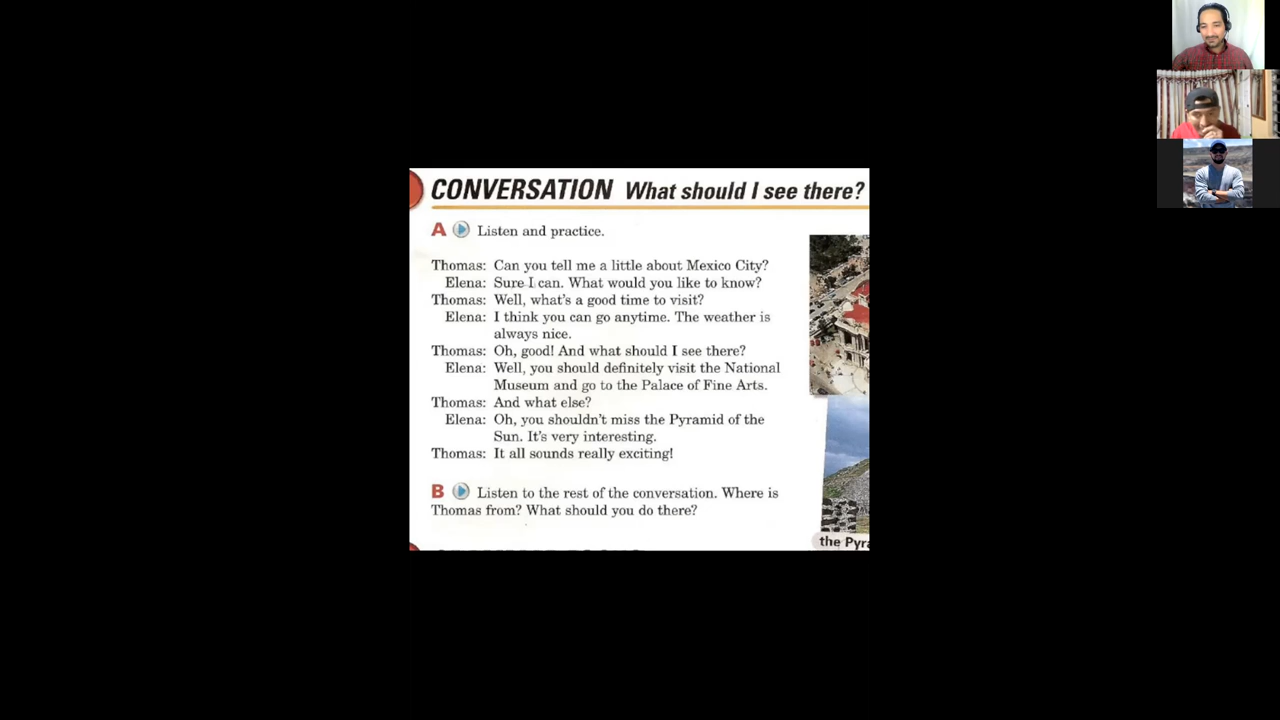 CONVERSATION What should I see there?
A Listen and practice.
Thomas: Can you tell me a little about Mexico City?
Elena: Sure I can. What would you like to know?
Thomas: Well, what's a good time to visit?
Elena: I think you can go anytime. The weather is
always nice.
Thomas: Oh, good! And what should I see there?
Elena: Well, you should definitely visit the National
Museum and go to the Palace of Fine Arts.
Thomas: And what else?
Elena: Oh, you shouldn't miss the Pyramid of the
Sun. It's very interesting.
Thomas: It all sounds really exciting!
B Listen to the rest of the conversation. Where is
Thomas from? What should you do there?
the Pyra